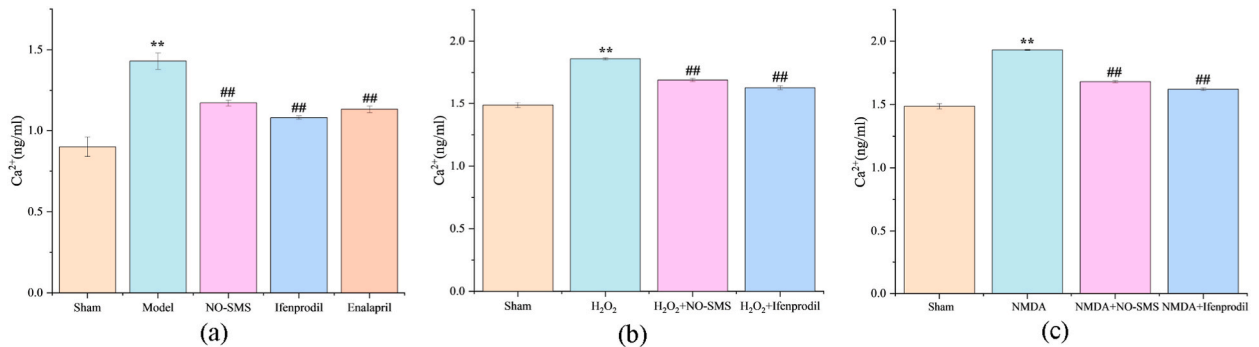 Ca²⁺(ng/ml)
1.5
1.0
0.5
0.0
**
##
##
##
Sham Model NO-SMS Ifenprodil Enalapril
(a)
Ca²⁺(ng/ml)
2.0
1.5
1.0
1.5
0.0
**
##
##
Sham H₂O₂ H₂O₂+NO-SMS H₂O₂+Ifenprodil
(b)
Ca²⁺(ng/ml)
2.0
1.5
1.0
1.5
0.0
**
##
##
Sham NMDA NMDA+NO-SMS NMDA+Ifenprodil
(c)